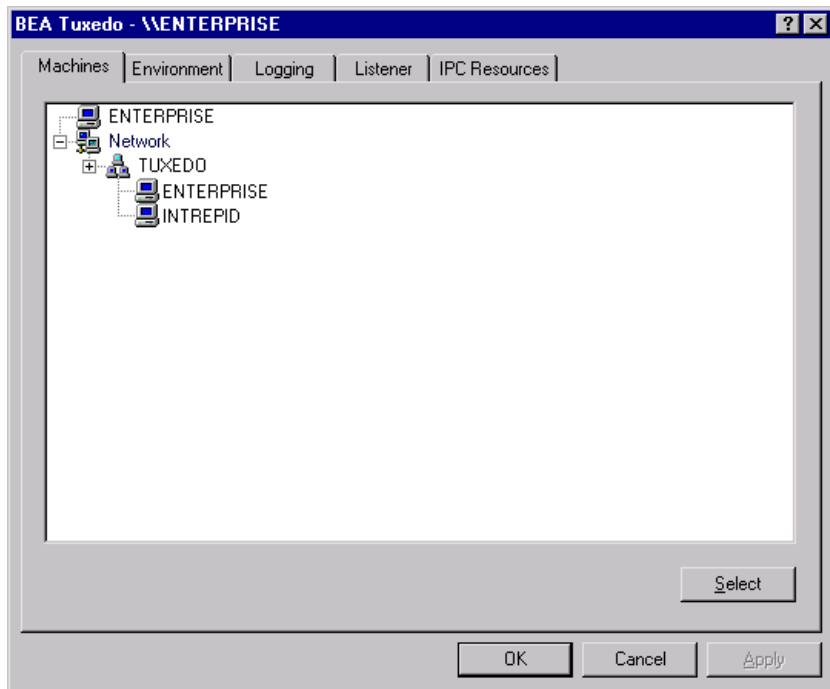 BEA Tuxedo - \\ENTERPRISE
Machines Environment Logging Listener IPC Resources
ENTERPRISE
Network
TUXEDO
ENTERPRISE
INTREPID
Select
OK Cancel Apply